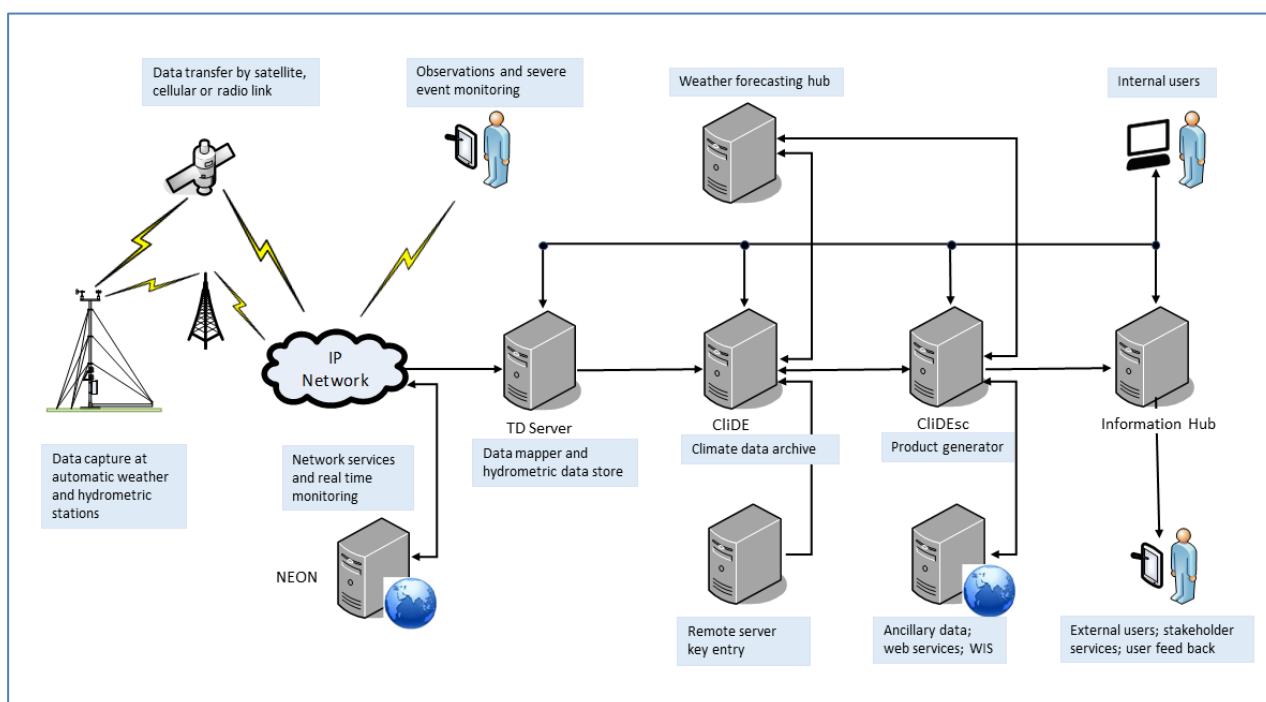 Data transfer by satellite,
cellular or radio link
Observations and severe
event monitoring
Weather forecasting hub
Internal users
IP
Network
TD Server
Data mapper and
hydrometric data store
CliDE
Climate data archive
CliDEsc
Product generator
Information Hub
Data capture at
automatic weather
and hydrometric
stations
Network services
and real time
monitoring
NEON
Remote server
key entry
Ancillary data;
web services; WIS
External users; stakeholder
services; user feed back